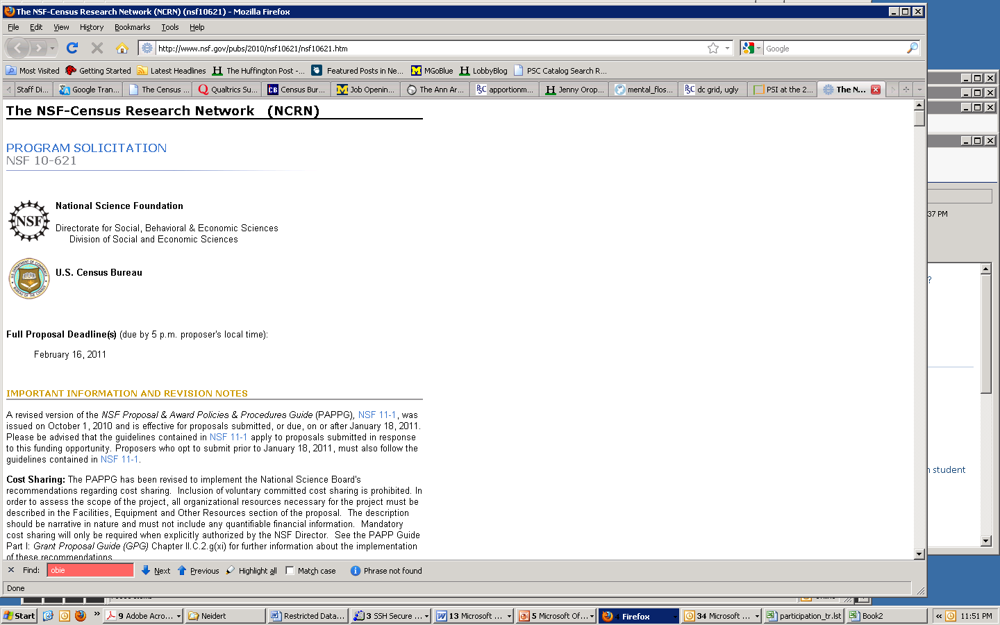 The NSF-Census Research Network (NCRN) (nsf10621) - Mozilla Firefox
File Edit View History Bookmarks Tools Help
http://www.nsf.gov/pubs/2010/nsf10621/nsf10621.htm
Google
Most Visited Getting Started Latest Headlines The Huffington Post -... Featured Posts in Ne... MGoBlue LobbyBlog PSC Catalog Search R...
Staff Di... Google Tran... The Census ... Qualtrics Su... Census Bur... Job Openin... The Ann Ar... apportionm... Jenny Orop... mental_flos... dc grid, ugly PSI at the 2... The N...
The NSF-Census Research Network (NCRN)
PROGRAM SOLICITATION
NSF 10-621
NSF
National Science Foundation
Directorate for Social, Behavioral & Economic Sciences
Division of Social and Economic Sciences
U.S. Census Bureau
Full Proposal Deadline(s) (due by 5 p.m. proposer's local time):
February 16, 2011
IMPORTANT INFORMATION AND REVISION NOTES
A revised version of the NSF Proposal & Award Policies & Procedures Guide (PAPPG), NSF 11-1, was
issued on October 1, 2010 and is effective for proposals submitted, or due, on or after January 18, 2011.
Please be advised that the guidelines contained in NSF 11-1 apply to proposals submitted in response
to this funding opportunity. Proposers who opt to submit prior to January 18, 2011, must also follow the
guidelines contained in NSF 11-1.
Cost Sharing: The PAPPG has been revised to implement the National Science Board's
recommendations regarding cost sharing. Inclusion of voluntary committed cost sharing is prohibited. In
order to assess the scope of the project, all organizational resources necessary for the project must be
described in the Facilities, Equipment and Other Resources section of the proposal. The description
should be narrative in nature and must not include any quantifiable financial information. Mandatory
cost sharing will only be required when explicitly authorized by the NSF Director. See the PAPP Guide
Part I: Grant Proposal Guide (GPG) Chapter II.C.2.g(xi) for further information about the implementation
of these recommendations
37 PM
?
student
Find: obie Next Previous Highlight all Match case Phrase not found
Done
Start 9 Adobe Acro... Neidert Restricted Data... 3 SSH Secure ... 13 Microsoft ... 5 Microsoft Of... 4 Firefox 34 Microsoft ... participation_tr.lst Book2 11:51 PM